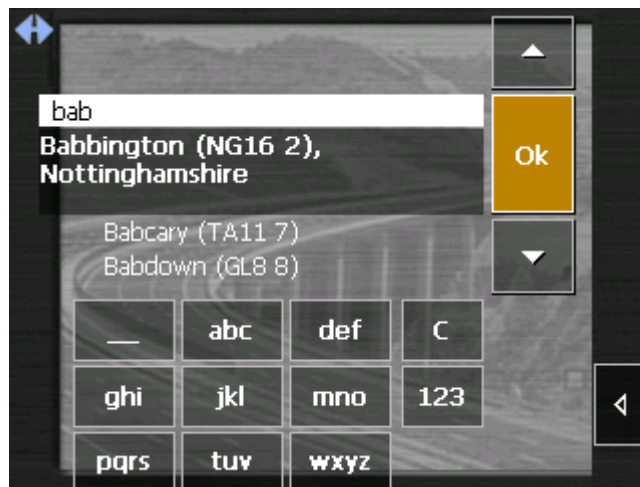 bab
Babbington (NG16 2),
Nottinghamshire
Ok
Babcary (TA11 7)
Babdown (GL8 8)
__ abc def C
ghi jkl mno 123
pqrs tuv wxyz